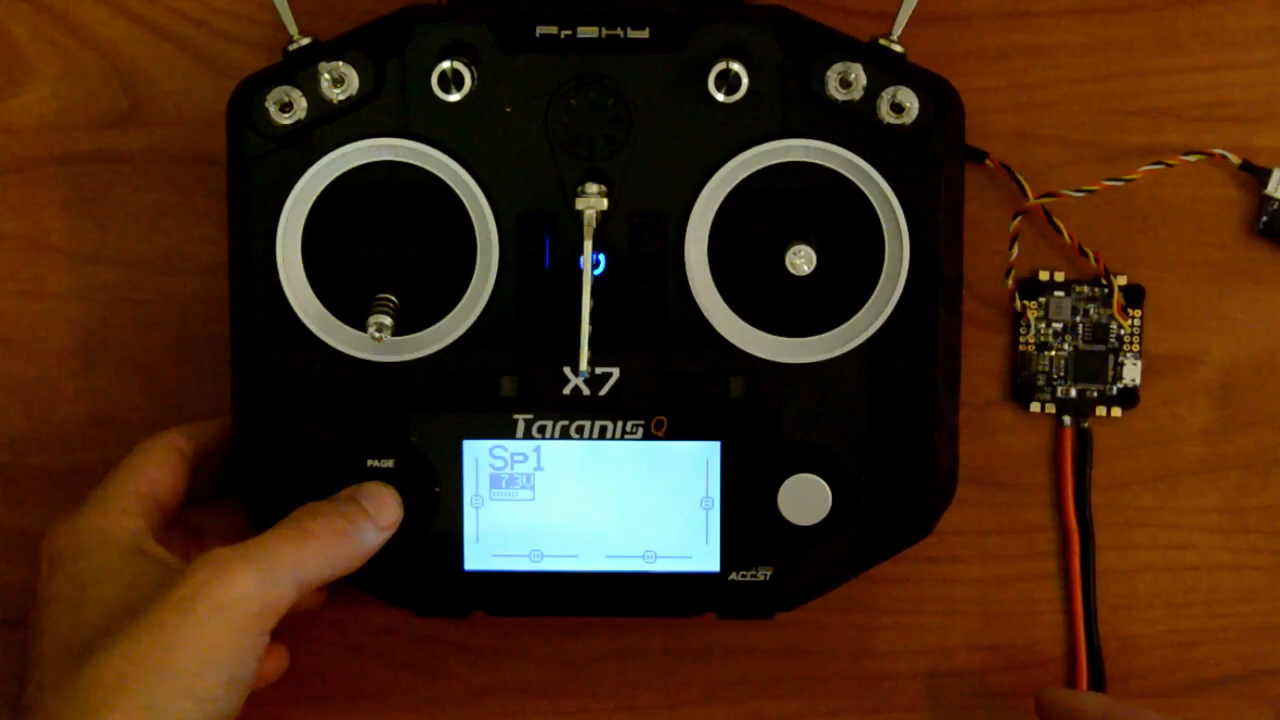 FrSKY
X7
Taranis Q
PAGE
Sp1
7.3V
ACCST